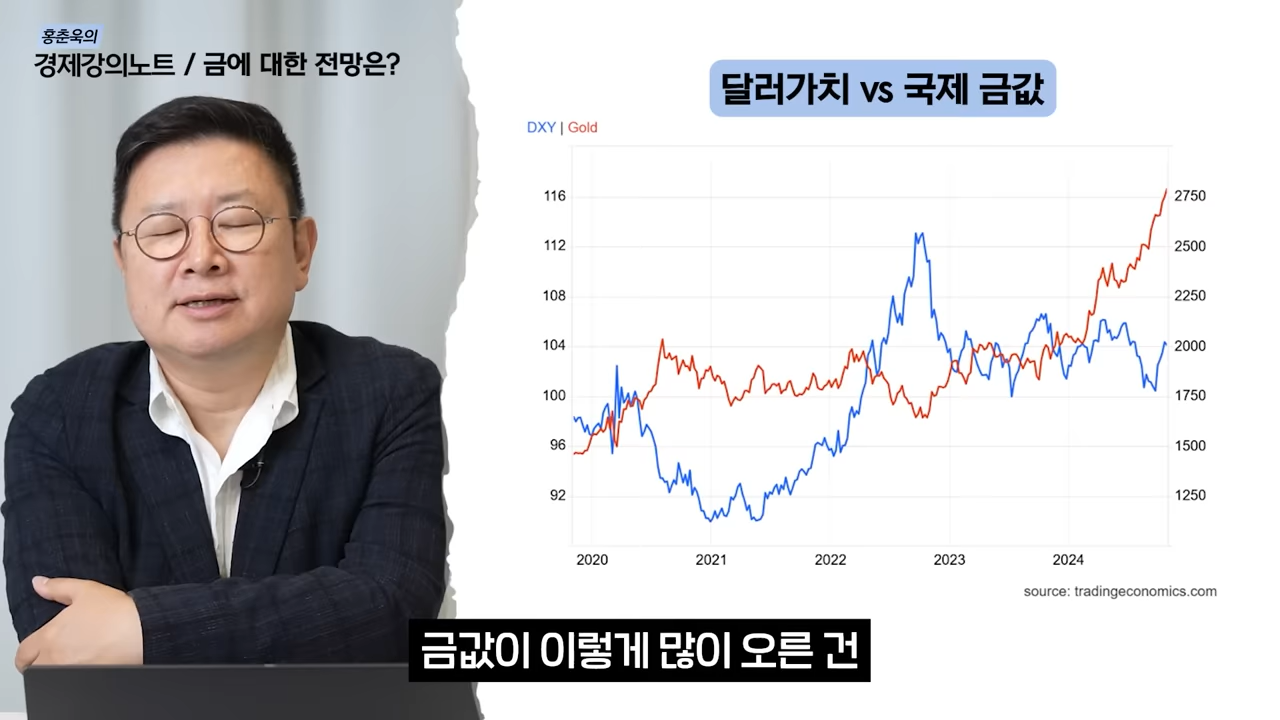 홍춘욱의
경제강의노트 / 금에 대한 전망은?
달러가치 vs 국제 금값
DXY | Gold
116
112
108
104
100
96
92
2750
2500
2250
2000
1750
1500
1250
2020 2021 2022 2023 2024
source: tradingeconomics.com
금값이 이렇게 많이 오른 건